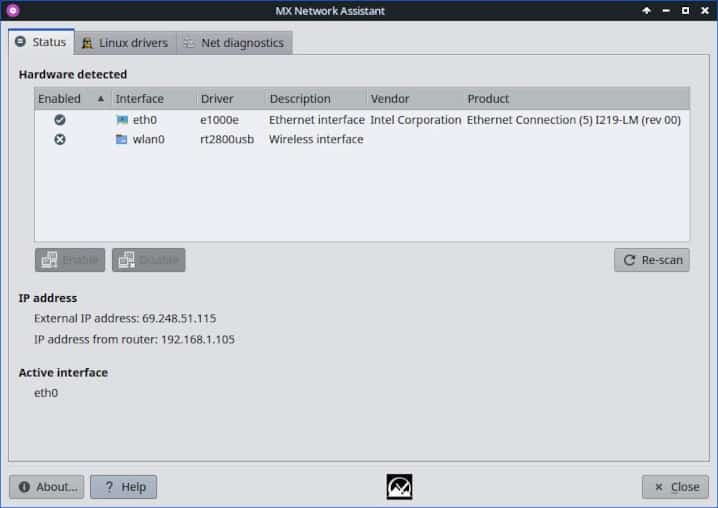 MX Network Assistant
Status Linux drivers Net diagnostics
Hardware detected
Enabled Interface Driver Description Vendor Product
eth0 e1000e Ethernet interface Intel Corporation Ethernet Connection (5) I219-LM (rev 00)
wlan0 rt2800usb Wireless interface
Enable Disable Re-scan
IP address
External IP address: 69.248.51.115
IP address from router: 192.168.1.105
Active interface
eth0
About... ? Help Close